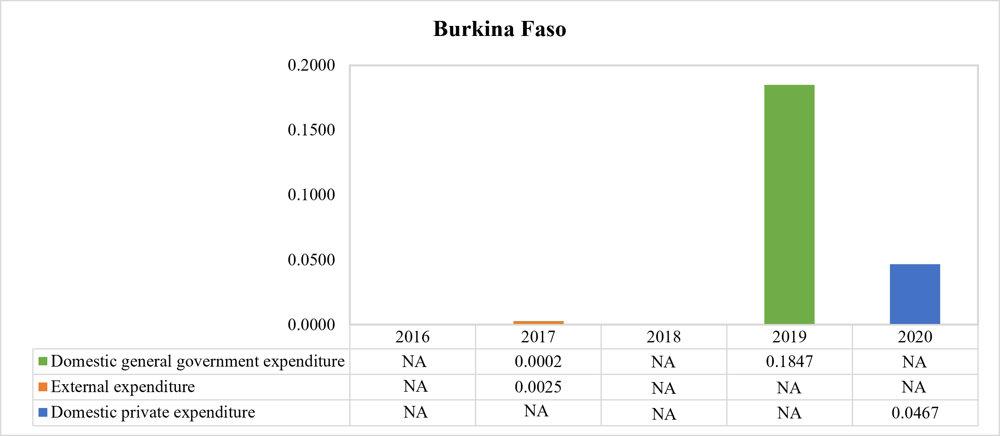 Burkina Faso
0.2000
0.1500
0.1000
0.0500
0.0000
2016 2017 2018 2019 2020
Domestic general government expenditure NA 0.0002 NA 0.1847 NA
External expenditure NA 0.0025 NA NA NA
Domestic private expenditure NA NA NA NA 0.0467